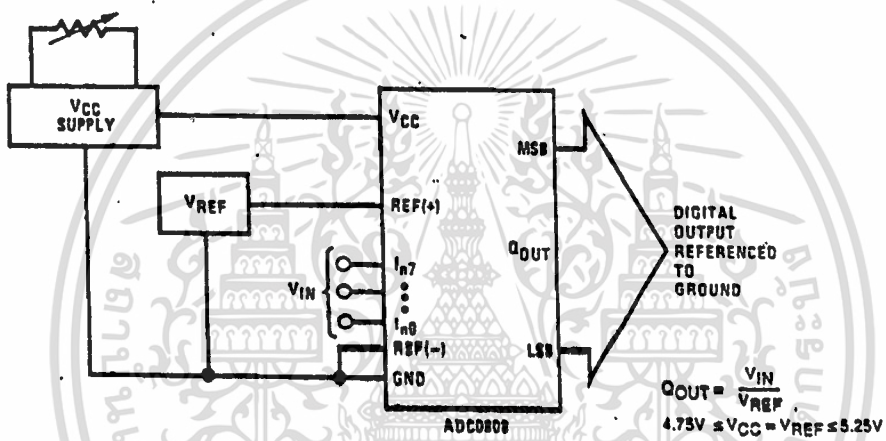 VCC
SUPPLY
VREF
VIN
VCC
REF(+)
In7
In0
REF(-)
GND
MSB
QOUT
LSB
ADC0808
DIGITAL
OUTPUT
REFERENCED
TO
GROUND
QOUT = VIN
VREF
4.75V ≤ VCC = VREF ≤ 5.25V